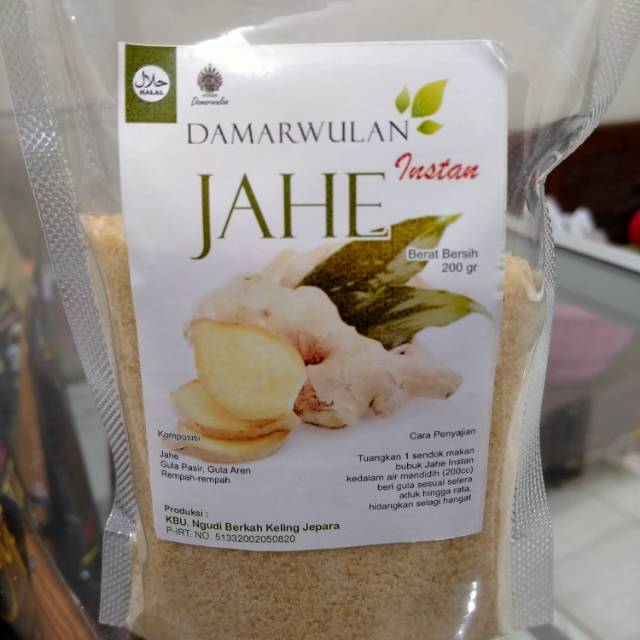 حلال
HALAL
Damarwulan
DAMARWULAN
Instan
JAHE
Berat Bersih
200 gr
Komposisi
Jahe
Gula Pasir, Gula Aren
Rempah-rempah
Cara Penyajian
Tuangkan 1 sendok makan
bubuk Jahe Instan
kedalam air mendidih (200cc)
beri gula sesuai selera
aduk hingga rata,
hidangkan selagi hangat
Produksi :
KBU. Ngudi Berkah Keling Jepara
P-IRT. NO. 51332002050820